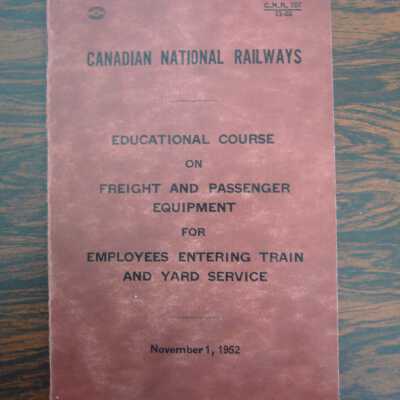 CANADIAN NATIONAL RAILWAYS
EDUCATIONAL COURSE
ON
FREIGHT AND PASSENGER
EQUIPMENT
FOR
EMPLOYEES ENTERING TRAIN
AND YARD SERVICE
November 1, 1952